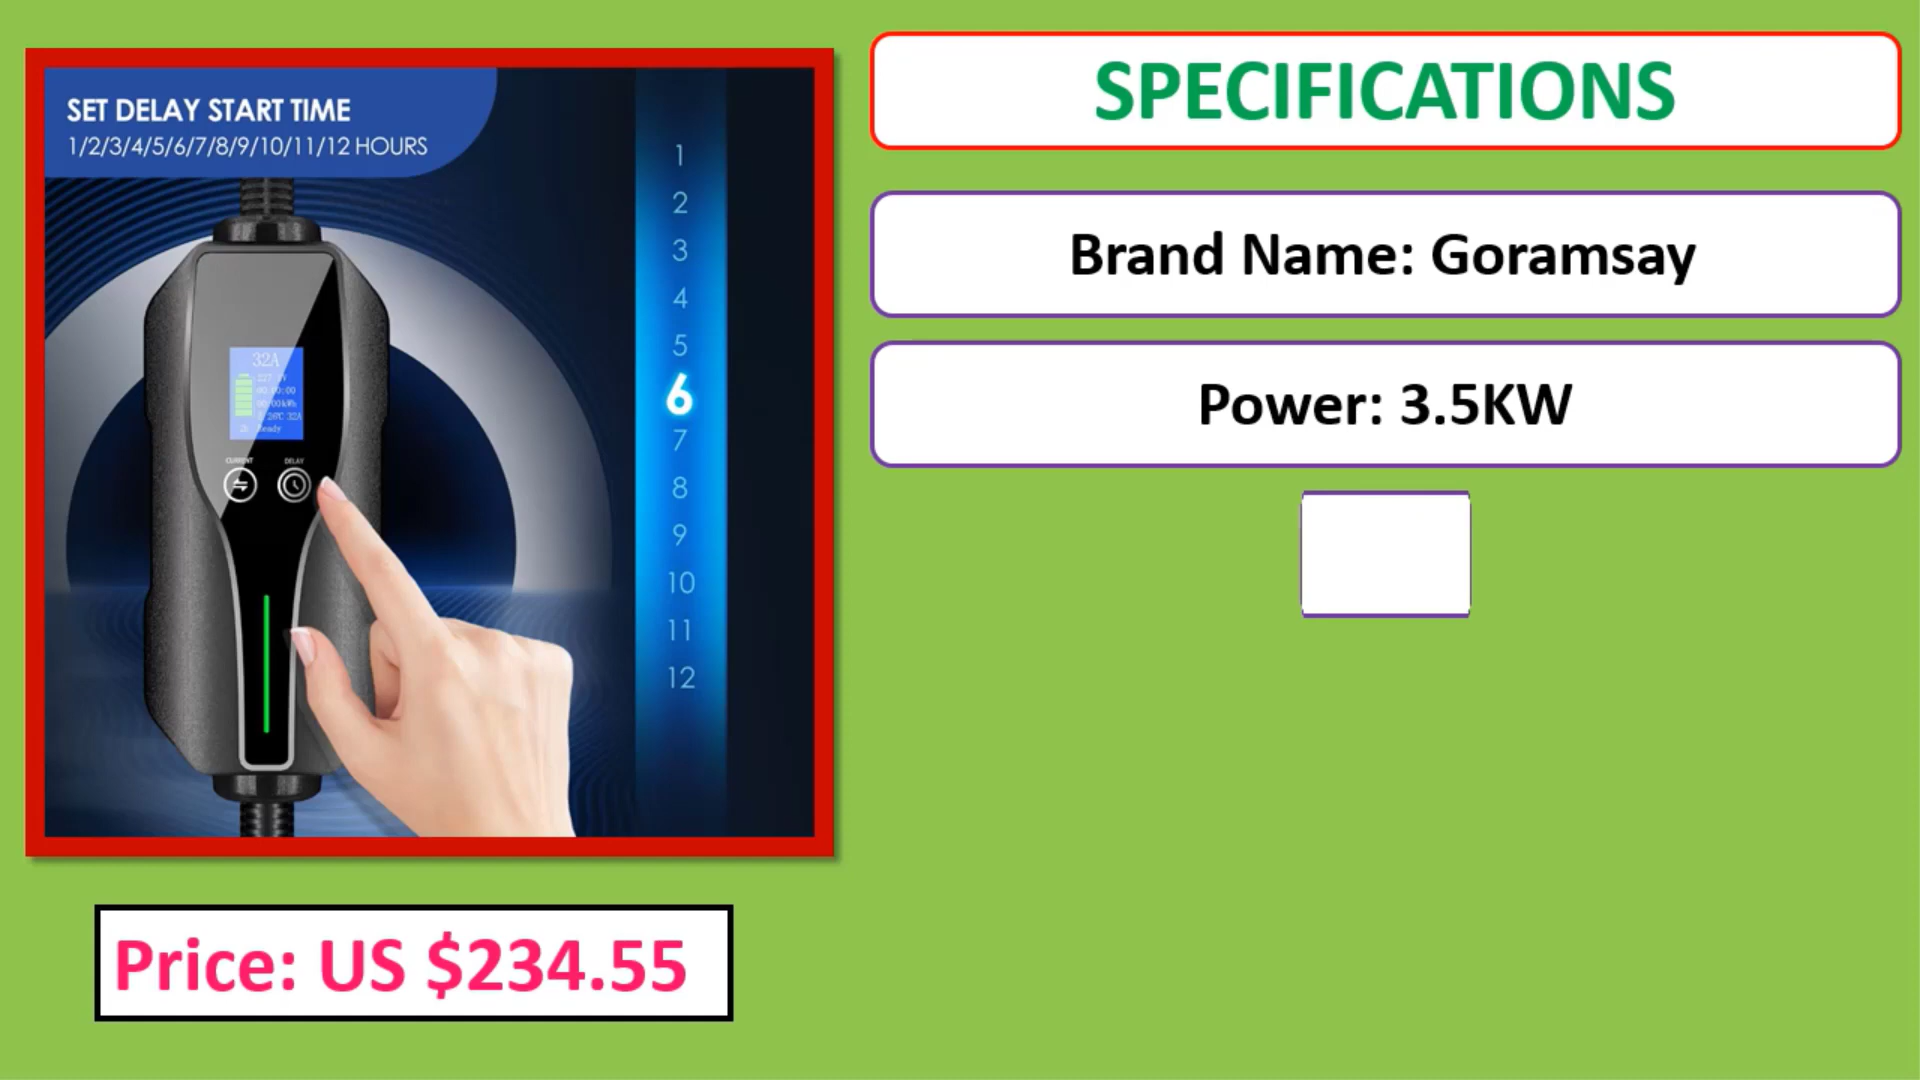 SET DELAY START TIME
1/2/3/4/5/6/7/8/9/10/11/12 HOURS
1
2
3
4
5
6
7
8
9
10
11
12
32A
CURRENT
DELAY
SPECIFICATIONS
Brand Name: Goramsay
Power: 3.5KW
Price: US $234.55